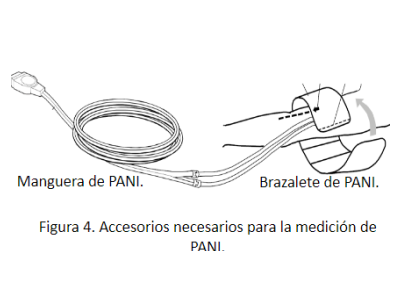 Manguera de PANI.
Brazalete de PANI.
Figura 4. Accesorios necesarios para la medición de
PANI.